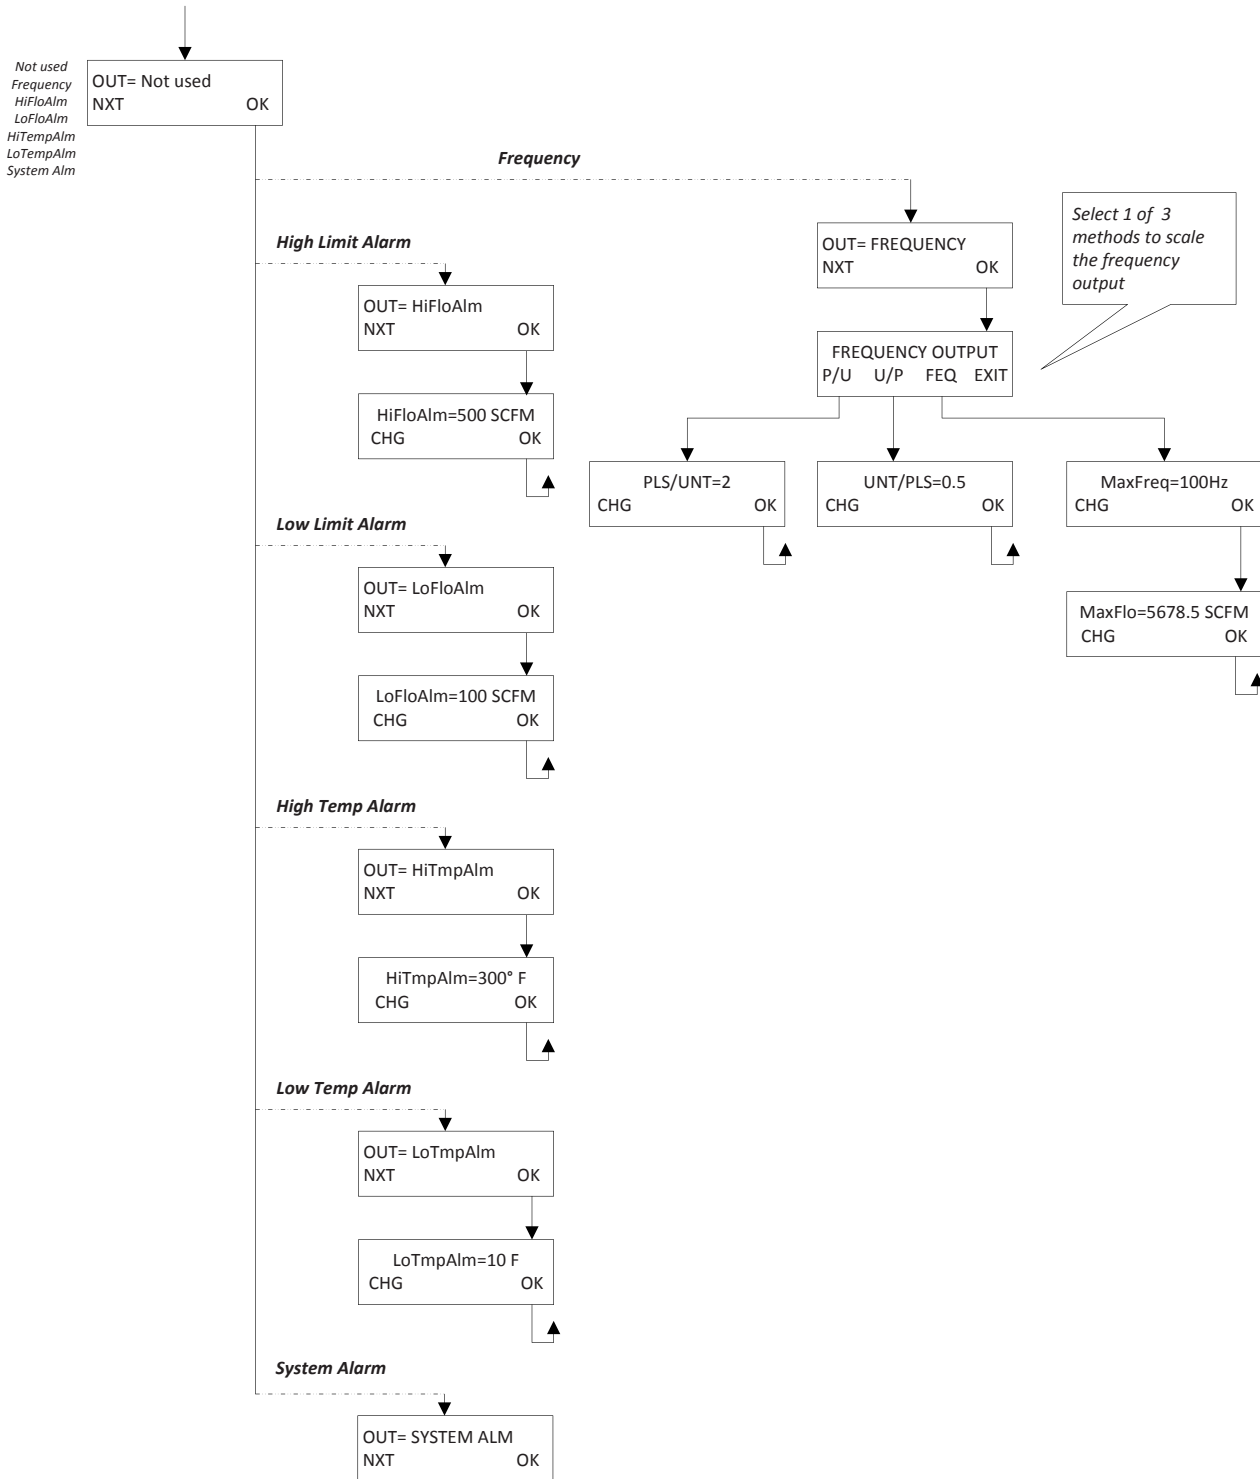 Not used
Frequency
HiFloAlm
LoFloAlm
HiTempAlm
LoTempAlm
System Alm
OUT= Not used
NXT OK
Frequency
OUT= FREQUENCY
NXT OK
Select 1 of 3
methods to scale
the frequency
output
FREQUENCY OUTPUT
P/U U/P FEQ EXIT
PLS/UNT=2
CHG OK
UNT/PLS=0.5
CHG OK
MaxFreq=100Hz
CHG OK
MaxFlo=5678.5 SCFM
CHG OK
High Limit Alarm
OUT= HiFloAlm
NXT OK
HiFloAlm=500 SCFM
CHG OK
Low Limit Alarm
OUT= LoFloAlm
NXT OK
LoFloAlm=100 SCFM
CHG OK
High Temp Alarm
OUT= HiTmpAlm
NXT OK
HiTmpAlm=300° F
CHG OK
Low Temp Alarm
OUT= LoTmpAlm
NXT OK
LoTmpAlm=10 F
CHG OK
System Alarm
OUT= SYSTEM ALM
NXT OK